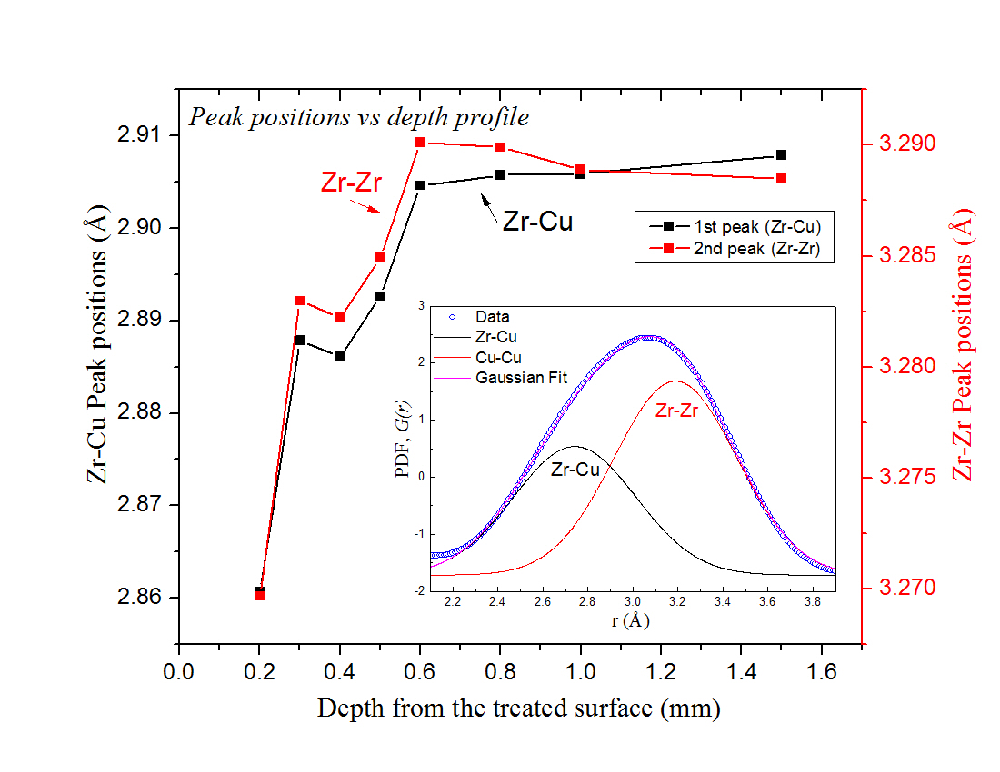 Peak positions vs depth profile
2.91
2.90
2.89
2.88
2.87
2.86
Zr-Cu Peak positions (Å)
3.290
3.285
3.280
3.275
3.270
Zr-Zr Peak positions (Å)
Zr-Zr
Zr-Cu
1st peak (Zr-Cu)
2nd peak (Zr-Zr)
3
2
1
0
-1
-2
PDF, G(r)
Data
Zr-Cu
Cu-Cu
Gaussian Fit
Zr-Zr
Zr-Cu
2.2 2.4 2.6 2.8 3.0 3.2 3.4 3.6 3.8
r (Å)
0.0 0.2 0.4 0.6 0.8 1.0 1.2 1.4 1.6
Depth from the treated surface (mm)